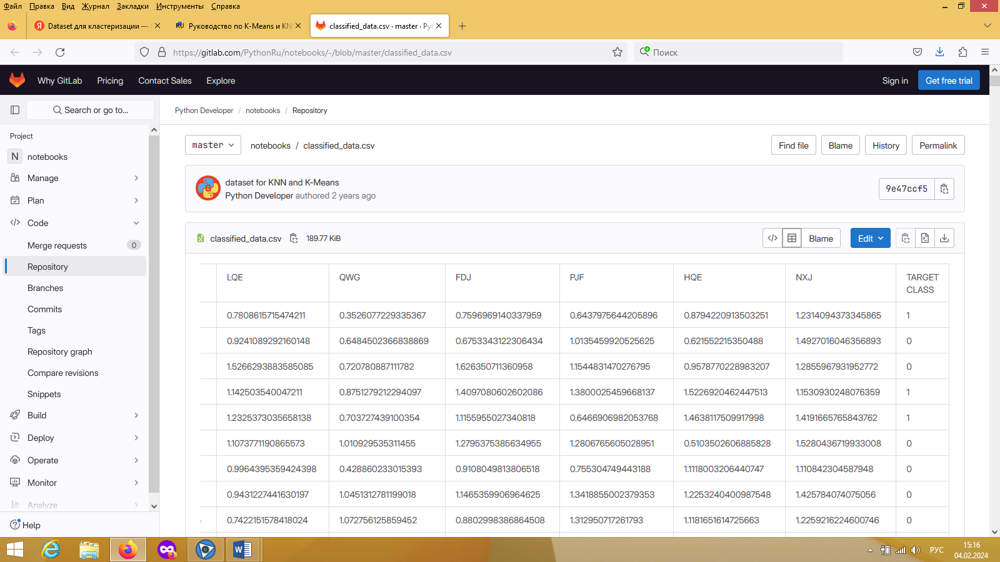 Файл Правка Вид Журнал Закладки Инструменты Справка
Dataset для кластеризации —
Руководство по K-Means и KN
classified_data.csv · master · Pyt
https://gitlab.com/PythonRu/notebooks/-/blob/master/classified_data.csv
Поиск
Why GitLab Pricing Contact Sales Explore
Sign in Get free trial
Search or go to...
Python Developer / notebooks / Repository
Project
N notebooks
Manage
Plan
Code
Merge requests 0
Repository
Branches
Commits
Tags
Repository graph
Compare revisions
Snippets
Build
Deploy
Operate
Monitor
Analyze
Help
master notebooks / classified_data.csv
Find file Blame History Permalink
dataset for KNN and K-Means
Python Developer authored 2 years ago
9e47ccf5
classified_data.csv 189.77 KiB
Blame Edit
LQE QWG FDJ PJF HQE NXJ TARGET CLASS
0.7808615715474211 0.3526077229335367 0.7596969140337959 0.6437975644205896 0.8794220913503251 1.2314094373345865 1
0.9241089292160148 0.6484502366838869 0.6753343122306434 1.0135459920525625 0.621552215350488 1.4927016046356893 0
1.5266293883585085 0.720780887111782 1.626350711360958 1.1544831470276795 0.9578770228983207 1.2855967931952772 0
1.142503540047211 0.8751279212294097 1.4097080602602086 1.3800025459668137 1.5226920462447513 1.1530930248076359 1
1.2325373035658138 0.703727439100354 1.1155955027340818 0.6466906982053768 1.4638117509917998 1.4191665765843762 1
1.1073771190865573 1.010929535311455 1.2795375385634955 1.2806765605028951 0.5103502606885828 1.5280436719933008 0
0.9964395359424398 0.428860233015393 0.9108049813806518 0.755304749443188 1.1118003206440747 1.110842304587948 0
0.9431227441630197 1.0451312781199018 1.1465359906964625 1.3418855002379353 1.2253240400987548 1.425784074075056 0
0.7422151578418024 1.072756125859452 0.8802998386864508 1.312950717261793 1.1181651614725663 1.2259216224600746 0
W
РУС
15:16
04.02.2024